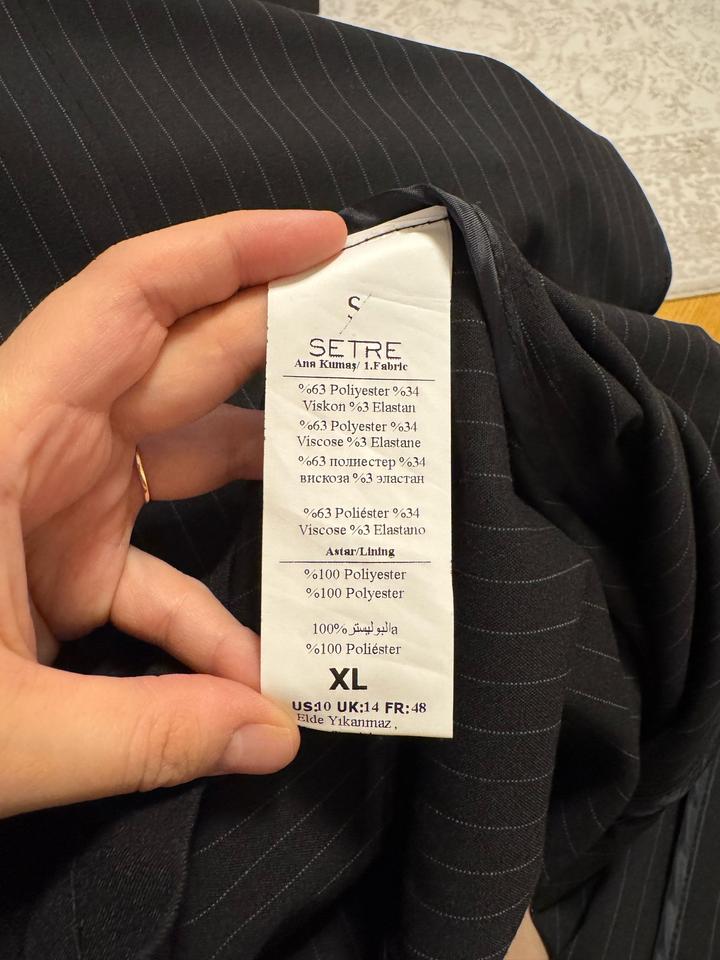 S
SETRE
Ana Kumaş/ 1.Fabric
%63 Poliyester %34
Viskon %3 Elastan
%63 Polyester %34
Viscose %3 Elastane
%63 полиестер %34
вискоза %3 эластан
%63 Poliéster %34
Viscose %3 Elastano
Astar/Lining
%100 Poliyester
%100 Polyester
100% البوليستر a
%100 Poliéster
XL
US:10 UK:14 FR:48
Elde Yıkanmaz ,